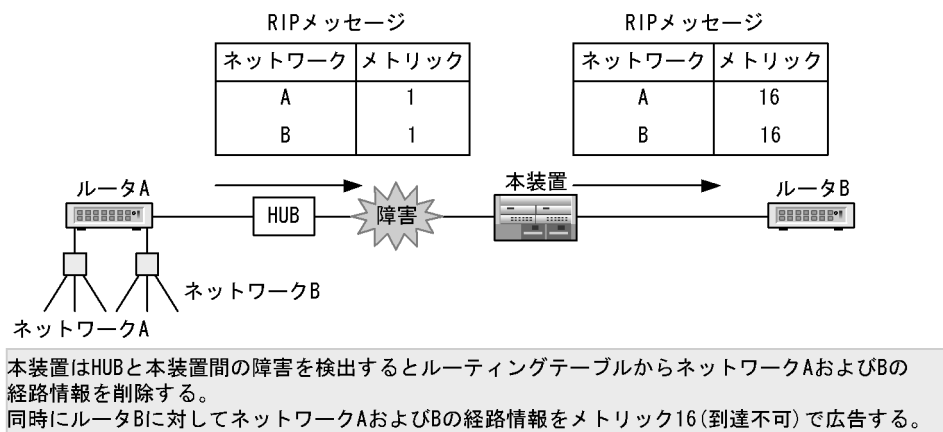 RIPメッセージ
ネットワーク メトリック
A 1
B 1
RIPメッセージ
ネットワーク メトリック
A 16
B 16
ルータA
HUB
障害
本装置
ルータB
ネットワークB
ネットワークA
本装置はHUBと本装置間の障害を検出するとルーティングテーブルからネットワークAおよびBの
経路情報を削除する。
同時にルータBに対してネットワークAおよびBの経路情報をメトリック16(到達不可)で広告する。